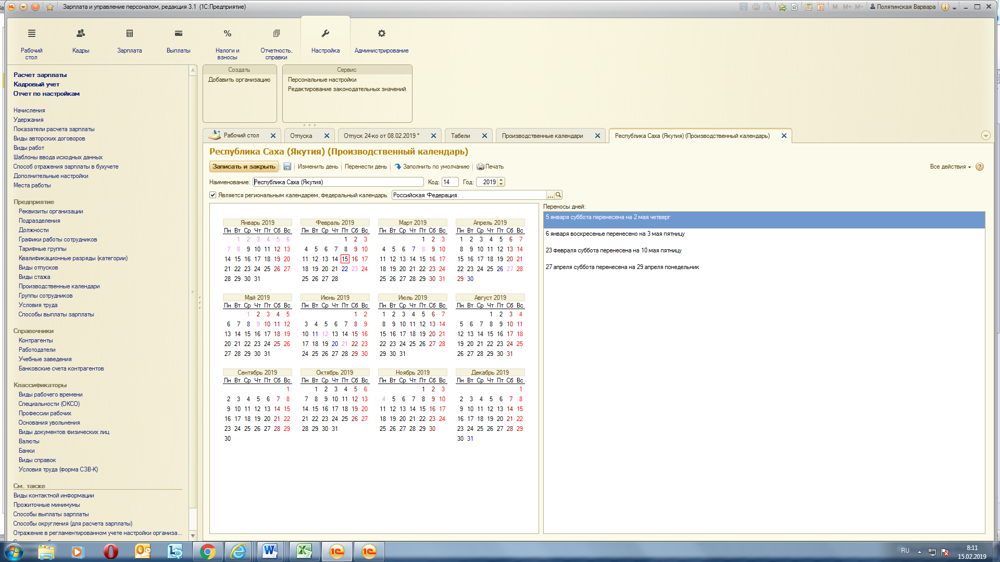 Зарплата и управление персоналом, редакция 3.1 (1С:Предприятие)
M M+ M- Полятинская Варвара
Рабочий стол
Кадры
Зарплата
Выплаты
Налоги и взносы
Отчетность, справки
Настройка
Администрирование
Расчет зарплаты
Кадровый учет
Отчет по настройкам
Начисления
Удержания
Показатели расчета зарплаты
Виды авторских договоров
Виды работ
Шаблоны ввода исходных данных
Способ отражения зарплаты в бухучете
Дополнительные настройки
Места работы
Предприятие
Реквизиты организации
Подразделения
Должности
Графики работы сотрудников
Тарифные группы
Квалификационные разряды (категории)
Виды отпусков
Виды стажа
Производственные календари
Группы сотрудников
Условия труда
Способы выплаты зарплаты
Справочники
Контрагенты
Работодатели
Учебные заведения
Банковские счета контрагентов
Классификаторы
Виды рабочего времени
Специальности (ОКСО)
Профессии рабочих
Основания увольнения
Виды документов физических лиц
Валюты
Банки
Виды справок
Условия труда (форма СЗВ-К)
См. также
Виды контактной информации
Прожиточные минимумы
Способы выплаты зарплаты
Способы округления (для расчета зарплаты)
Отражение в регламентированном учете настройки организа...
Создать
Добавить организацию
Сервис
Персональные настройки
Редактирование законодательных значений
Рабочий стол
Отпуска
Отпуск 24-ко от 08.02.2019 *
Табели
Производственные календари
Республика Саха (Якутия) (Производственный календарь)
Республика Саха (Якутия) (Производственный календарь)
Записать и закрыть Изменить день Перенести день Заполнить по умолчанию Печать Все действия
Наименование: Республика Саха (Якутия) Код: 14 Год: 2019
Является региональным календарем, федеральный календарь Российская Федерация ...
Январь 2019
Пн Вт Ср Чт Пт Сб Вс
1 2 3 4 5 6
7 8 9 10 11 12 13
14 15 16 17 18 19 20
21 22 23 24 25 26 27
28 29 30 31
Февраль 2019
Пн Вт Ср Чт Пт Сб Вс
1 2 3
4 5 6 7 8 9 10
11 12 13 14 15 16 17
18 19 20 21 22 23 24
25 26 27 28
Март 2019
Пн Вт Ср Чт Пт Сб Вс
1 2 3
4 5 6 7 8 9 10
11 12 13 14 15 16 17
18 19 20 21 22 23 24
25 26 27 28 29 30 31
Апрель 2019
Пн Вт Ср Чт Пт Сб Вс
1 2 3 4 5 6 7
8 9 10 11 12 13 14
15 16 17 18 19 20 21
22 23 24 25 26 27 28
29 30
Май 2019
Пн Вт Ср Чт Пт Сб Вс
1 2 3 4 5
6 7 8 9 10 11 12
13 14 15 16 17 18 19
20 21 22 23 24 25 26
27 28 29 30 31
Июнь 2019
Пн Вт Ср Чт Пт Сб Вс
1 2
3 4 5 6 7 8 9
10 11 12 13 14 15 16
17 18 19 20 21 22 23
24 25 26 27 28 29 30
Июль 2019
Пн Вт Ср Чт Пт Сб Вс
1 2 3 4 5 6 7
8 9 10 11 12 13 14
15 16 17 18 19 20 21
22 23 24 25 26 27 28
29 30 31
Август 2019
Пн Вт Ср Чт Пт Сб Вс
1 2 3 4
5 6 7 8 9 10 11
12 13 14 15 16 17 18
19 20 21 22 23 24 25
26 27 28 29 30 31
Сентябрь 2019
Пн Вт Ср Чт Пт Сб Вс
1
2 3 4 5 6 7 8
9 10 11 12 13 14 15
16 17 18 19 20 21 22
23 24 25 26 27 28 29
30
Октябрь 2019
Пн Вт Ср Чт Пт Сб Вс
1 2 3 4 5 6
7 8 9 10 11 12 13
14 15 16 17 18 19 20
21 22 23 24 25 26 27
28 29 30 31
Ноябрь 2019
Пн Вт Ср Чт Пт Сб Вс
1 2 3
4 5 6 7 8 9 10
11 12 13 14 15 16 17
18 19 20 21 22 23 24
25 26 27 28 29 30
Декабрь 2019
Пн Вт Ср Чт Пт Сб Вс
1
2 3 4 5 6 7 8
9 10 11 12 13 14 15
16 17 18 19 20 21 22
23 24 25 26 27 28 29
30 31
Переносы дней:
5 января суббота перенесена на 2 мая четверг
6 января воскресенье перенесено на 3 мая пятницу
23 февраля суббота перенесена на 10 мая пятницу
27 апреля суббота перенесена на 29 апреля понедельник
RU
8:11
15.02.2019